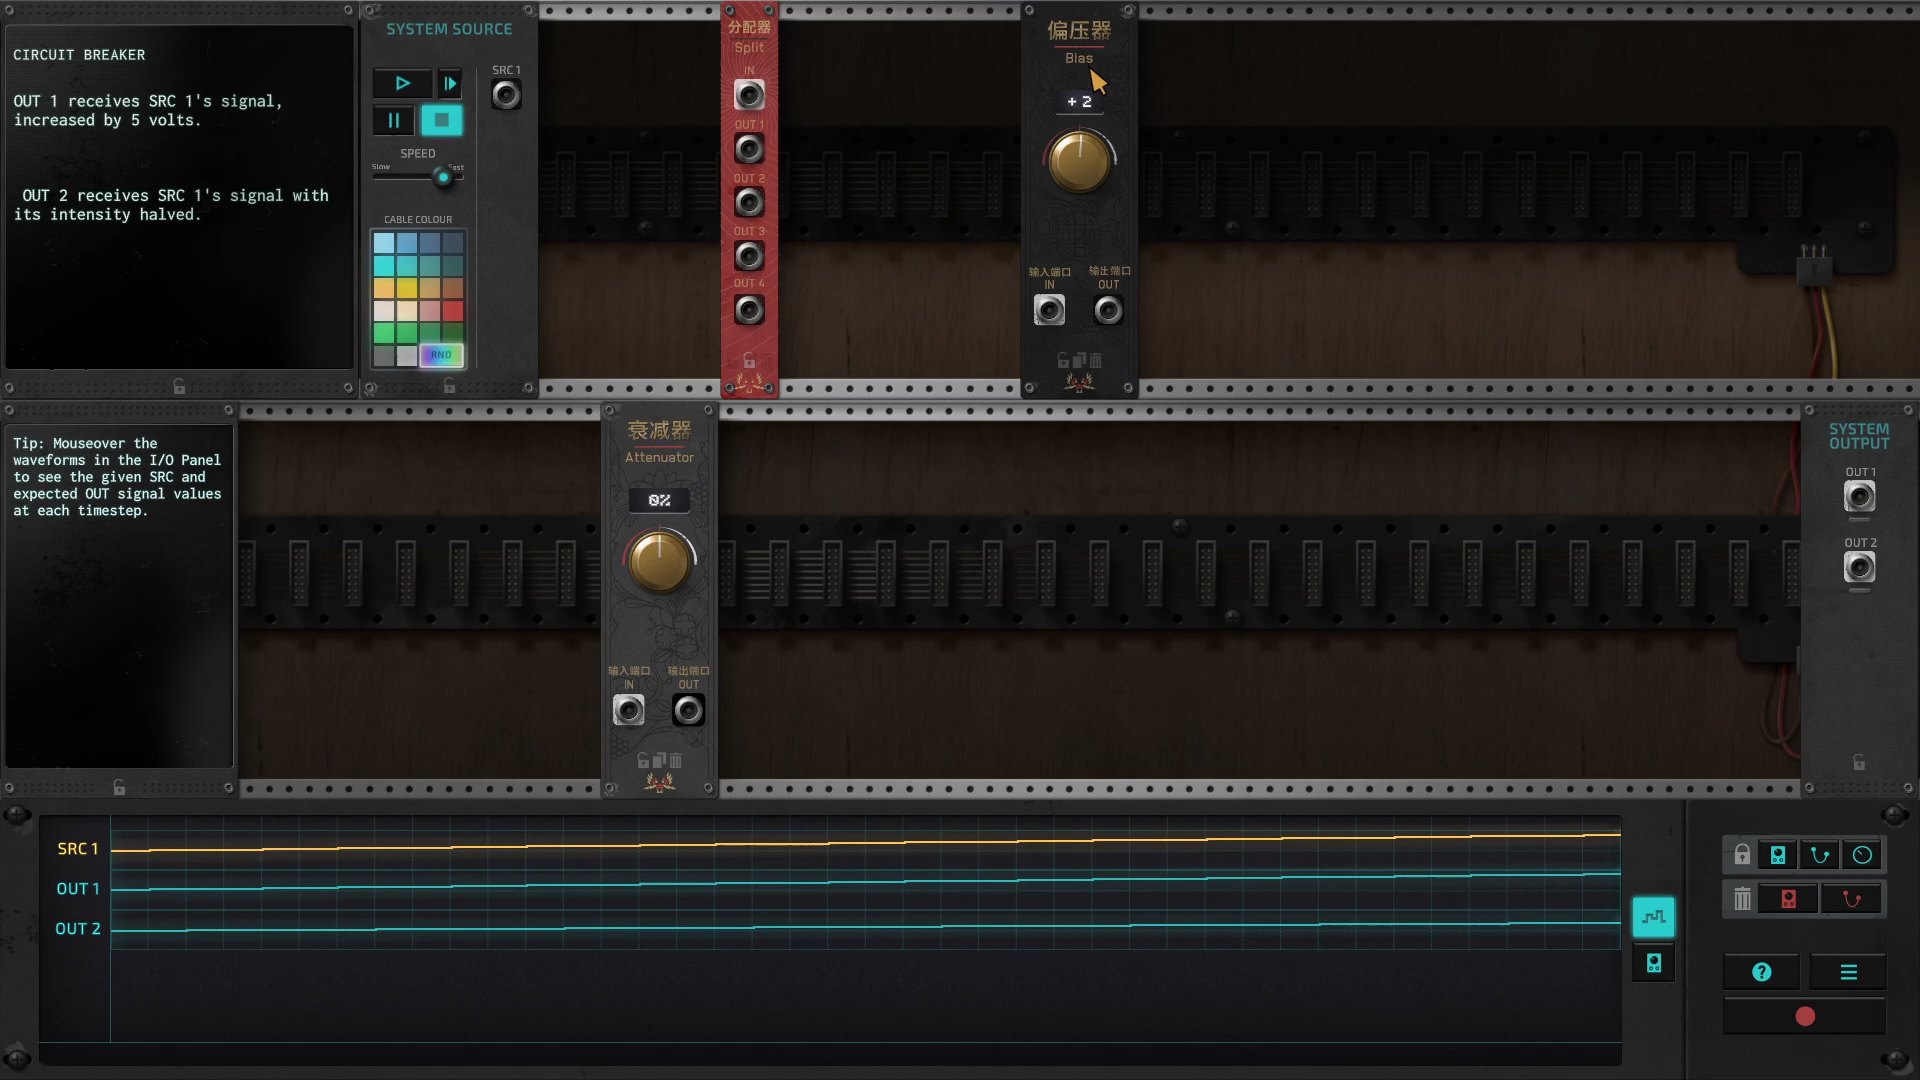 CIRCUIT BREAKER
OUT 1 receives SRC 1's signal,
increased by 5 volts.
OUT 2 receives SRC 1's signal with
its intensity halved.
SYSTEM SOURCE
SRC 1
SPEED
Slow
Fast
CABLE COLOUR
RND
分配器
Split
IN
OUT 1
OUT 2
OUT 3
OUT 4
偏压器
Bias
+ 2
输入端口
IN
输出端口
OUT
Tip: Mouseover the
waveforms in the I/O Panel
to see the given SRC and
expected OUT signal values
at each timestep.
衰减器
Attenuator
0%
输入端口
IN
输出端口
OUT
SYSTEM
OUTPUT
OUT 1
OUT 2
SRC 1
OUT 1
OUT 2